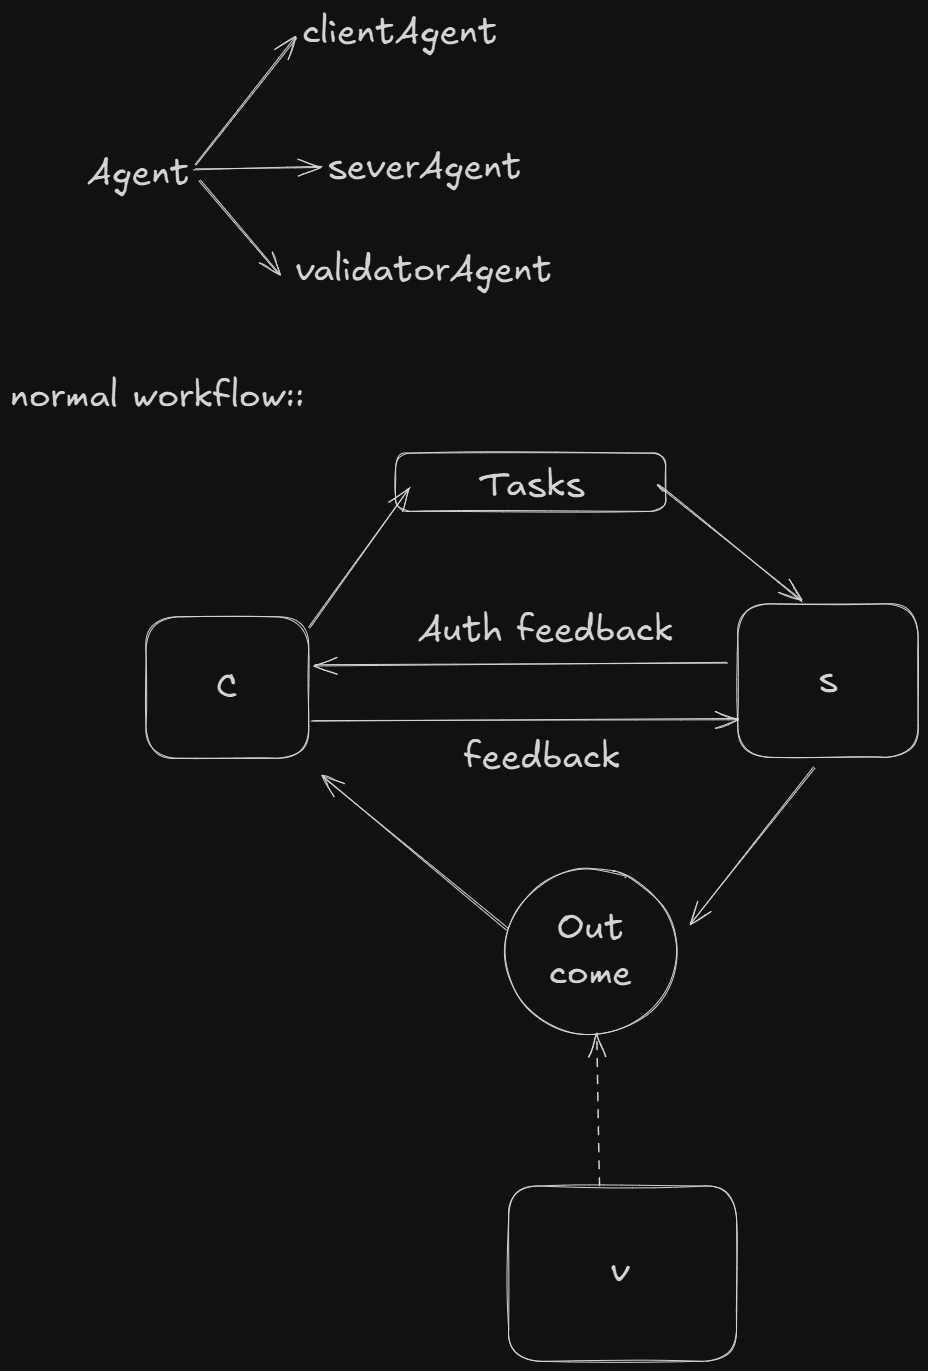 clientAgent
Agent
severAgent
validatorAgent
normal workflow::
Tasks
Auth feedback
C
s
feedback
Out
come
v